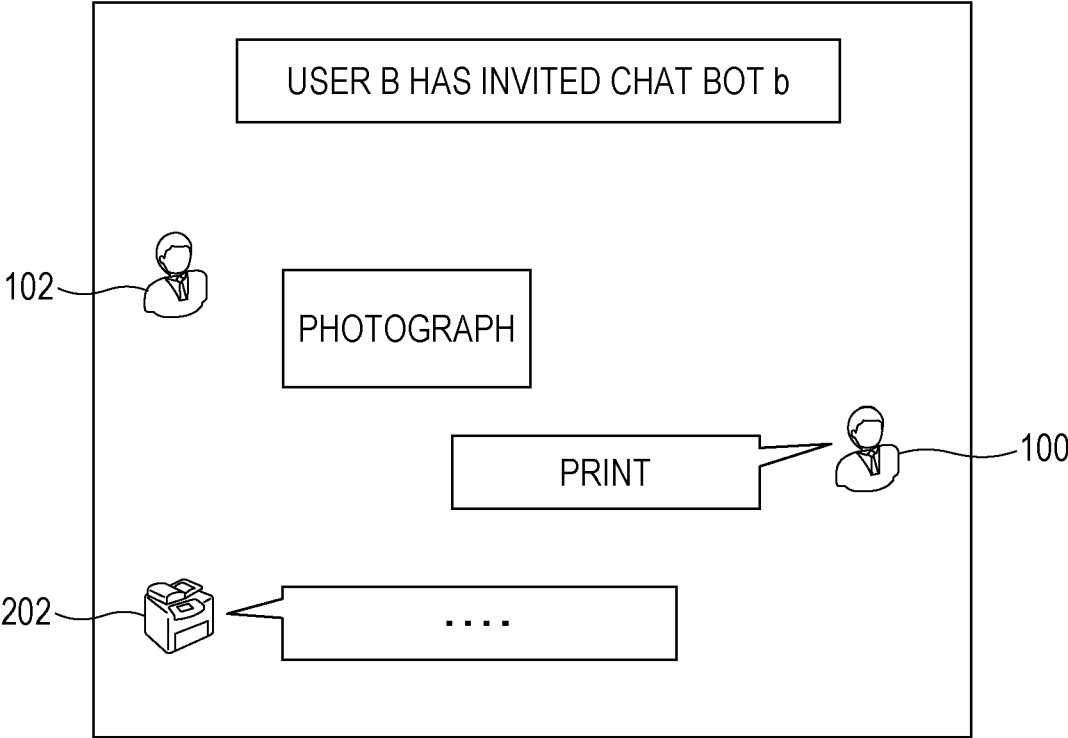 USER B HAS INVITED CHAT BOT b
102
PHOTOGRAPH
PRINT
100
202
....